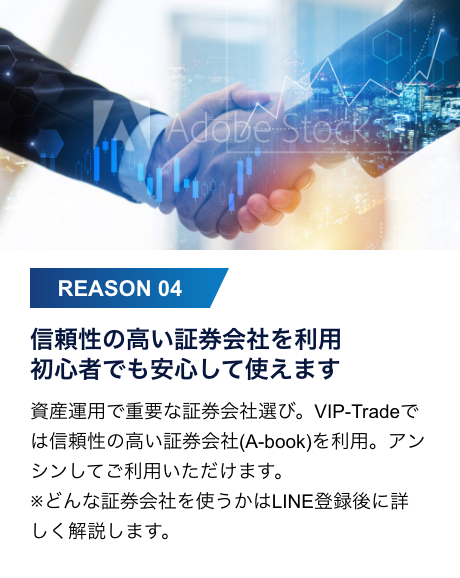 Adobe Stock
REASON 04
信頼性の高い証券会社を利用
初心者でも安心して使えます
資産運用で重要な証券会社選び。VIP-Tradeで
は信頼性の高い証券会社(A-book)を利用。アン
シンしてご利用いただけます。
※どんな証券会社を使うかはLINE登録後に詳
しく解説します。